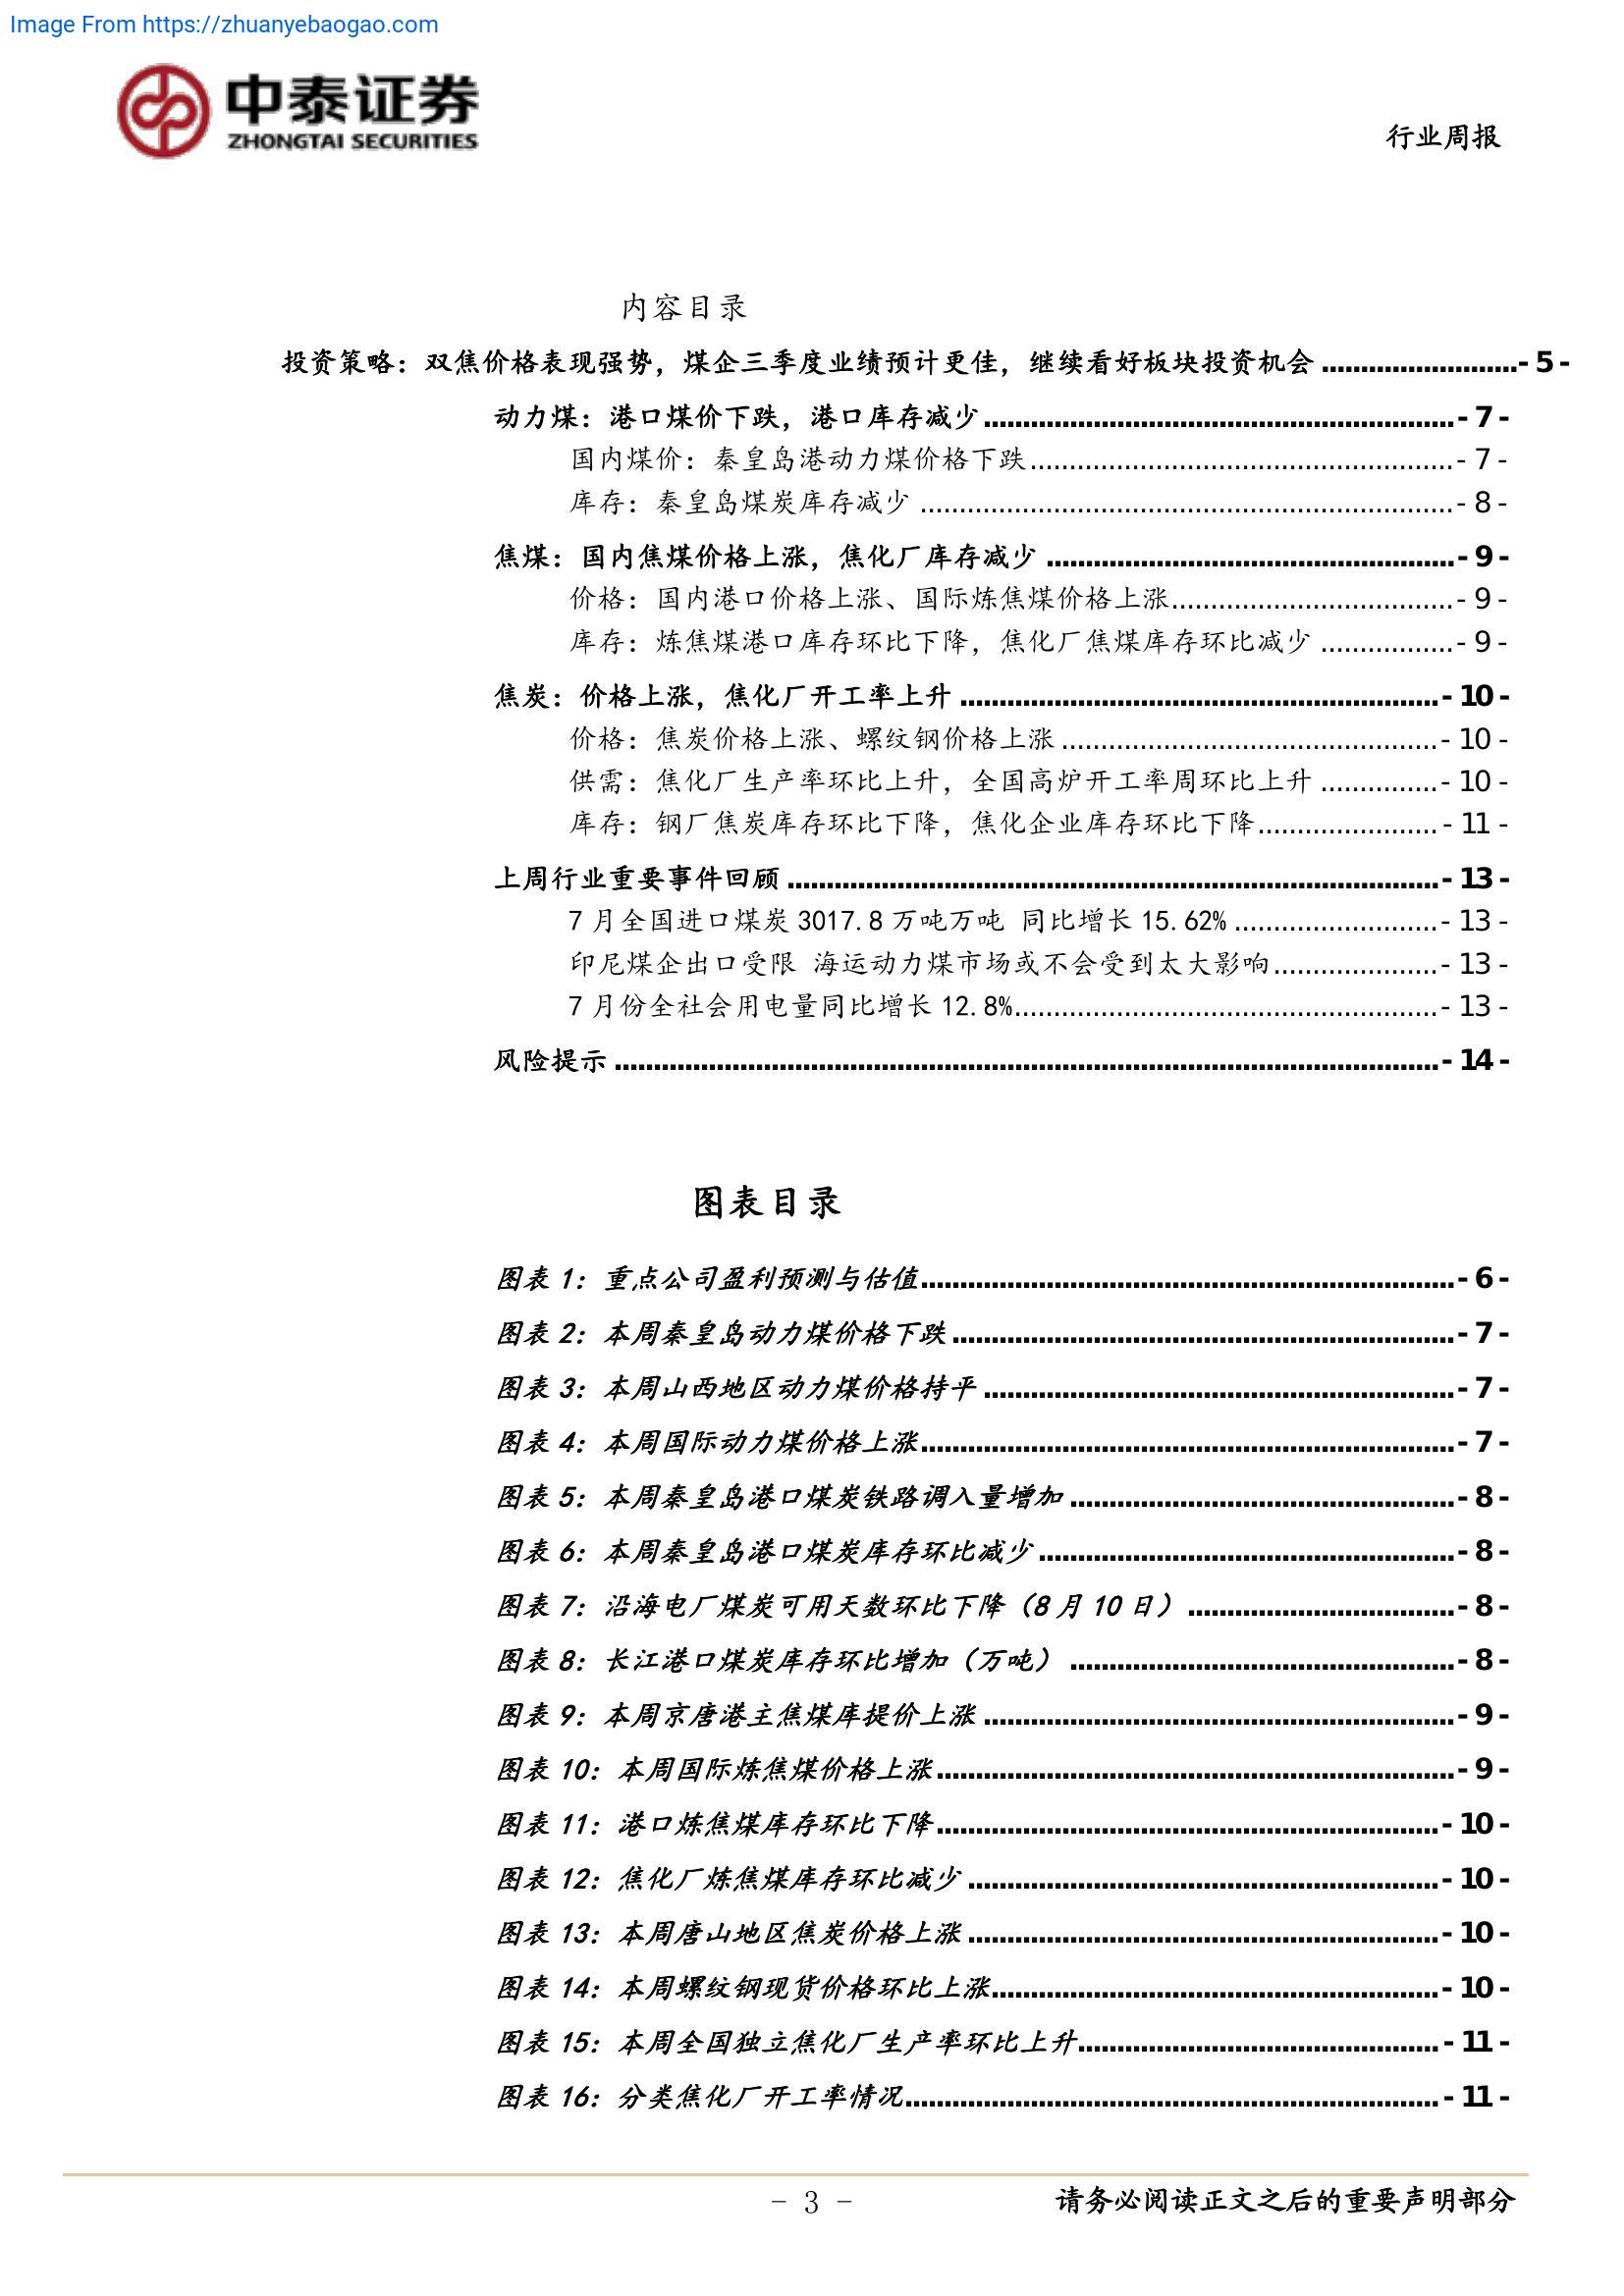 Image From https://zhuanyebaogao.com
中泰证券
ZHONGTAI SECURITIES
行业周报
内容目录
投资策略：双焦价格表现强势，煤企三季度业绩预计更佳，继续看好板块投资机会.........................- 5 -
动力煤：港口煤价下跌，港口库存减少............................................................- 7 -
国内煤价：秦皇岛港动力煤价格下跌......................................................- 7 -
库存：秦皇岛煤炭库存减少 ....................................................................- 8 -
焦煤：国内焦煤价格上涨，焦化厂库存减少 ....................................................- 9 -
价格：国内港口价格上涨、国际炼焦煤价格上涨....................................- 9 -
库存：炼焦煤港口库存环比下降，焦化厂焦煤库存环比减少 .................- 9 -
焦炭：价格上涨，焦化厂开工率上升 .............................................................- 10 -
价格：焦炭价格上涨、螺纹钢价格上涨 ................................................- 10 -
供需：焦化厂生产率环比上升，全国高炉开工率周环比上升 ...............- 10 -
库存：钢厂焦炭库存环比下降，焦化企业库存环比下降.......................- 11 -
上周行业重要事件回顾 ...................................................................................- 13 -
7 月全国进口煤炭 3017.8 万吨万吨 同比增长 15.62% ..........................- 13 -
印尼煤企出口受限 海运动力煤市场或不会受到太大影响.....................- 13 -
7 月份全社会用电量同比增长 12.8%......................................................- 13 -
风险提示 .........................................................................................................- 14 -
图表目录
图表 1：重点公司盈利预测与估值....................................................................- 6 -
图表 2：本周秦皇岛动力煤价格下跌 ................................................................- 7 -
图表 3：本周山西地区动力煤价格持平 ............................................................- 7 -
图表 4：本周国际动力煤价格上涨....................................................................- 7 -
图表 5：本周秦皇岛港口煤炭铁路调入量增加 .................................................- 8 -
图表 6：本周秦皇岛港口煤炭库存环比减少.....................................................- 8 -
图表 7：沿海电厂煤炭可用天数环比下降（8 月 10 日） ..................................- 8 -
图表 8：长江港口煤炭库存环比增加（万吨） .................................................- 8 -
图表 9：本周京唐港主焦煤库提价上涨 ............................................................- 9 -
图表 10：本周国际炼焦煤价格上涨..................................................................- 9 -
图表 11：港口炼焦煤库存环比下降................................................................- 10 -
图表 12：焦化厂炼焦煤库存环比减少 ............................................................- 10 -
图表 13：本周唐山地区焦炭价格上涨 ............................................................- 10 -
图表 14：本周螺纹钢现货价格环比上涨.........................................................- 10 -
图表 15：本周全国独立焦化厂生产率环比上升..............................................- 11 -
图表 16：分类焦化厂开工率情况....................................................................- 11 -
- 3 -
请务必阅读正文之后的重要声明部分